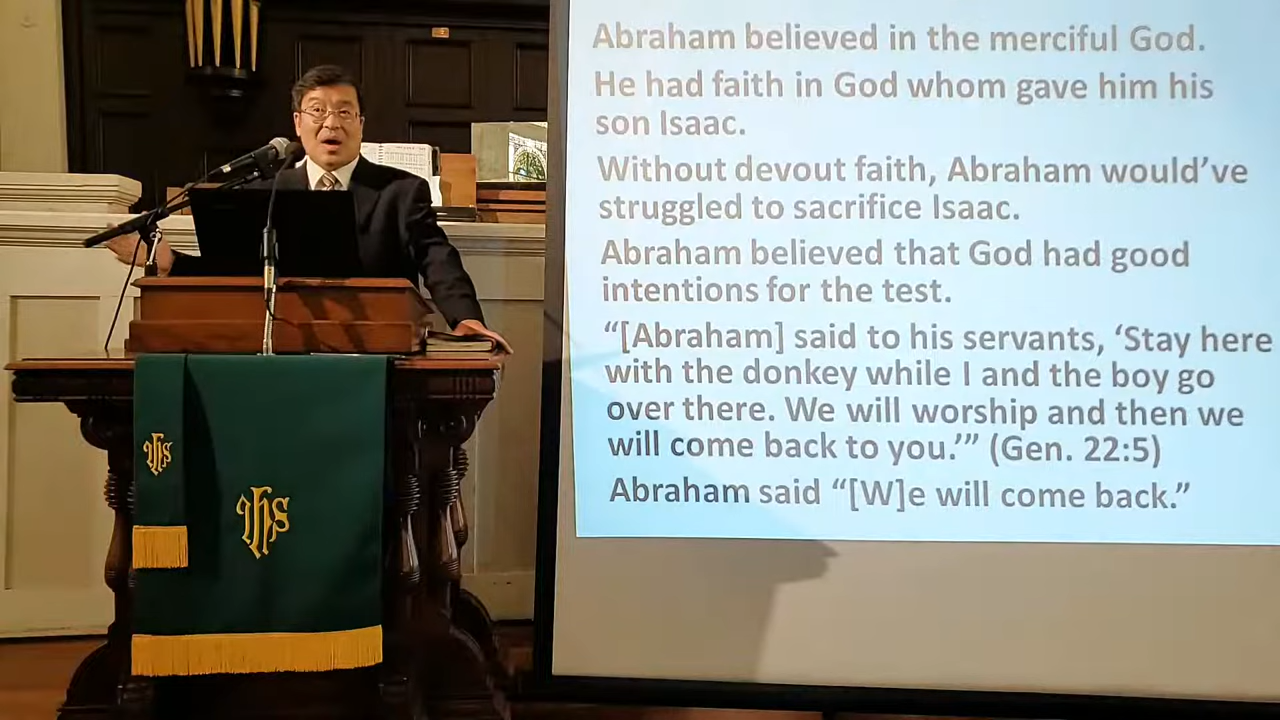 Abraham believed in the merciful God.
He had faith in God whom gave him his
son Isaac.
Without devout faith, Abraham would’ve
struggled to sacrifice Isaac.
Abraham believed that God had good
intentions for the test.
“[Abraham] said to his servants, ‘Stay here
with the donkey while I and the boy go
over there. We will worship and then we
will come back to you.’” (Gen. 22:5)
Abraham said “[W]e will come back.”
IHS
IHS